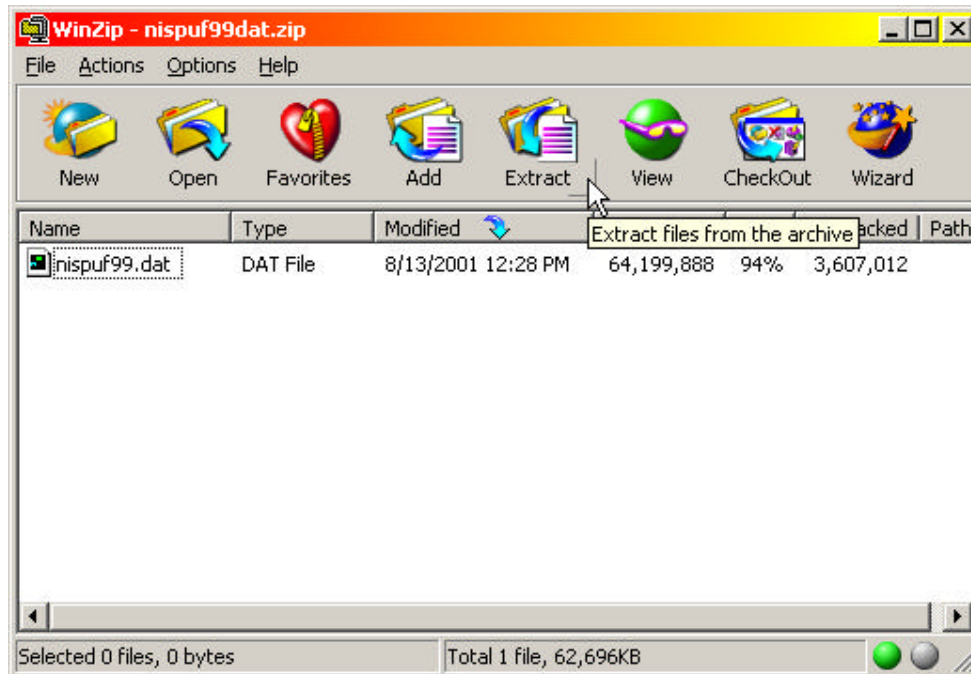 WinZip - nispuf99dat.zip
File Actions Options Help
New Open Favorites Add Extract View CheckOut Wizard
Name Type Modified acked Path
Extract files from the archive
nispuf99.dat DAT File 8/13/2001 12:28 PM 64,199,888 94% 3,607,012
Selected 0 files, 0 bytes Total 1 file, 62,696KB